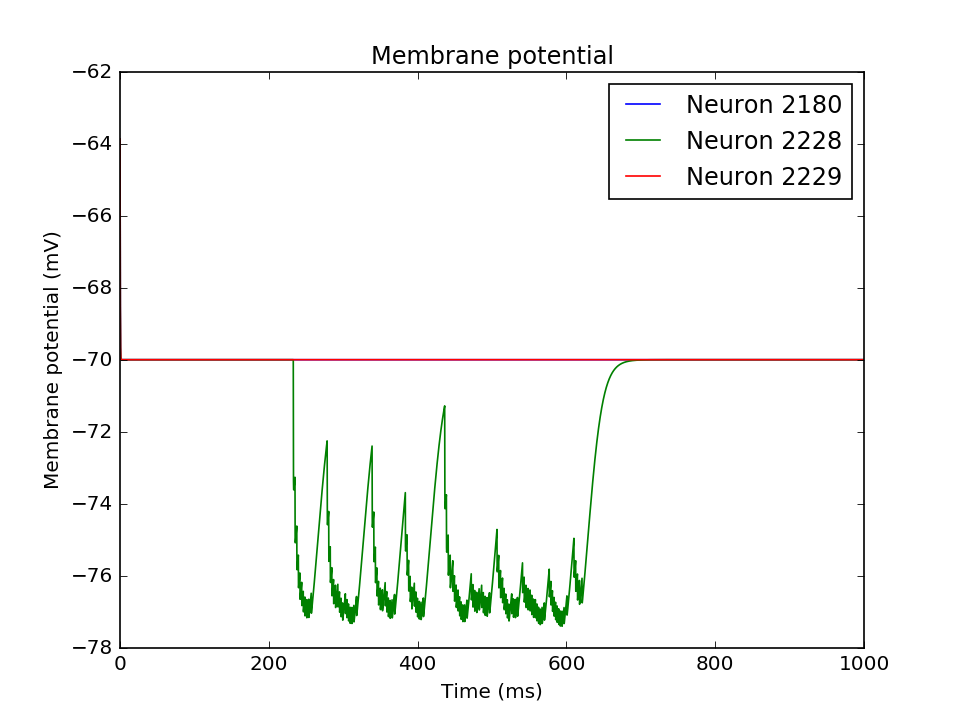 Membrane potential
−62
−64
−66
−68
−70
−72
−74
−76
−78
Membrane potential (mV)
Neuron 2180
Neuron 2228
Neuron 2229
0 200 400 600 800 1000
Time (ms)